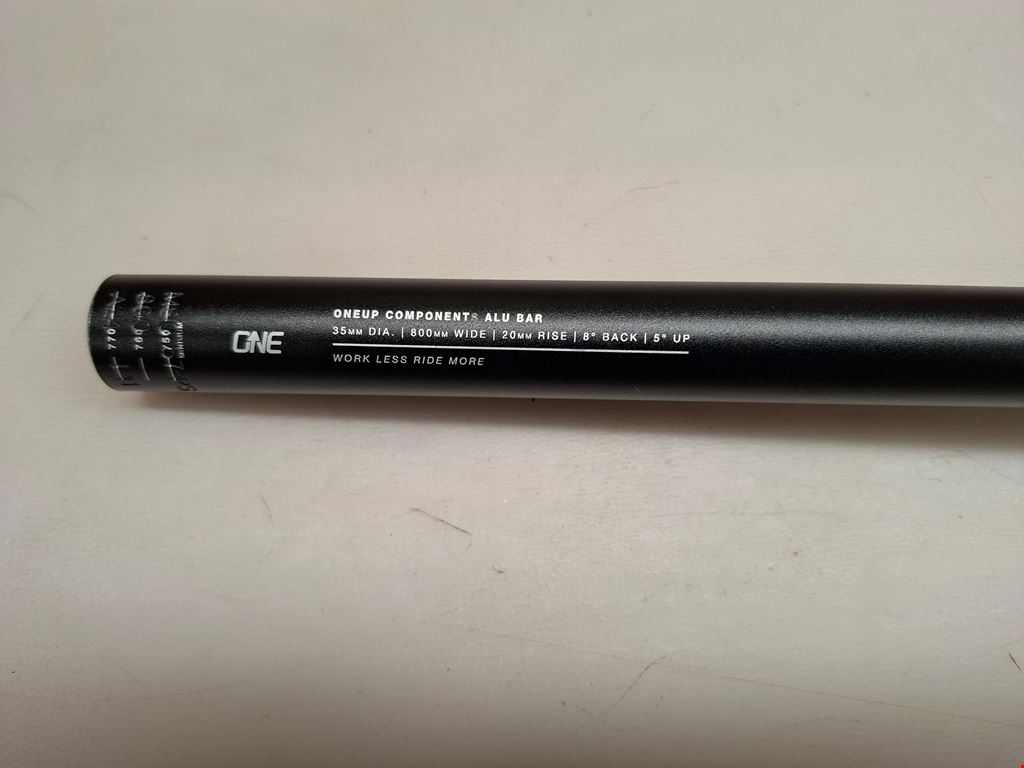 770
760
750
MINIMUM
ONE
ONEUP COMPONENTS ALU BAR
35MM DIA. | 800MM WIDE | 20MM RISE | 8° BACK | 5° UP
WORK LESS RIDE MORE